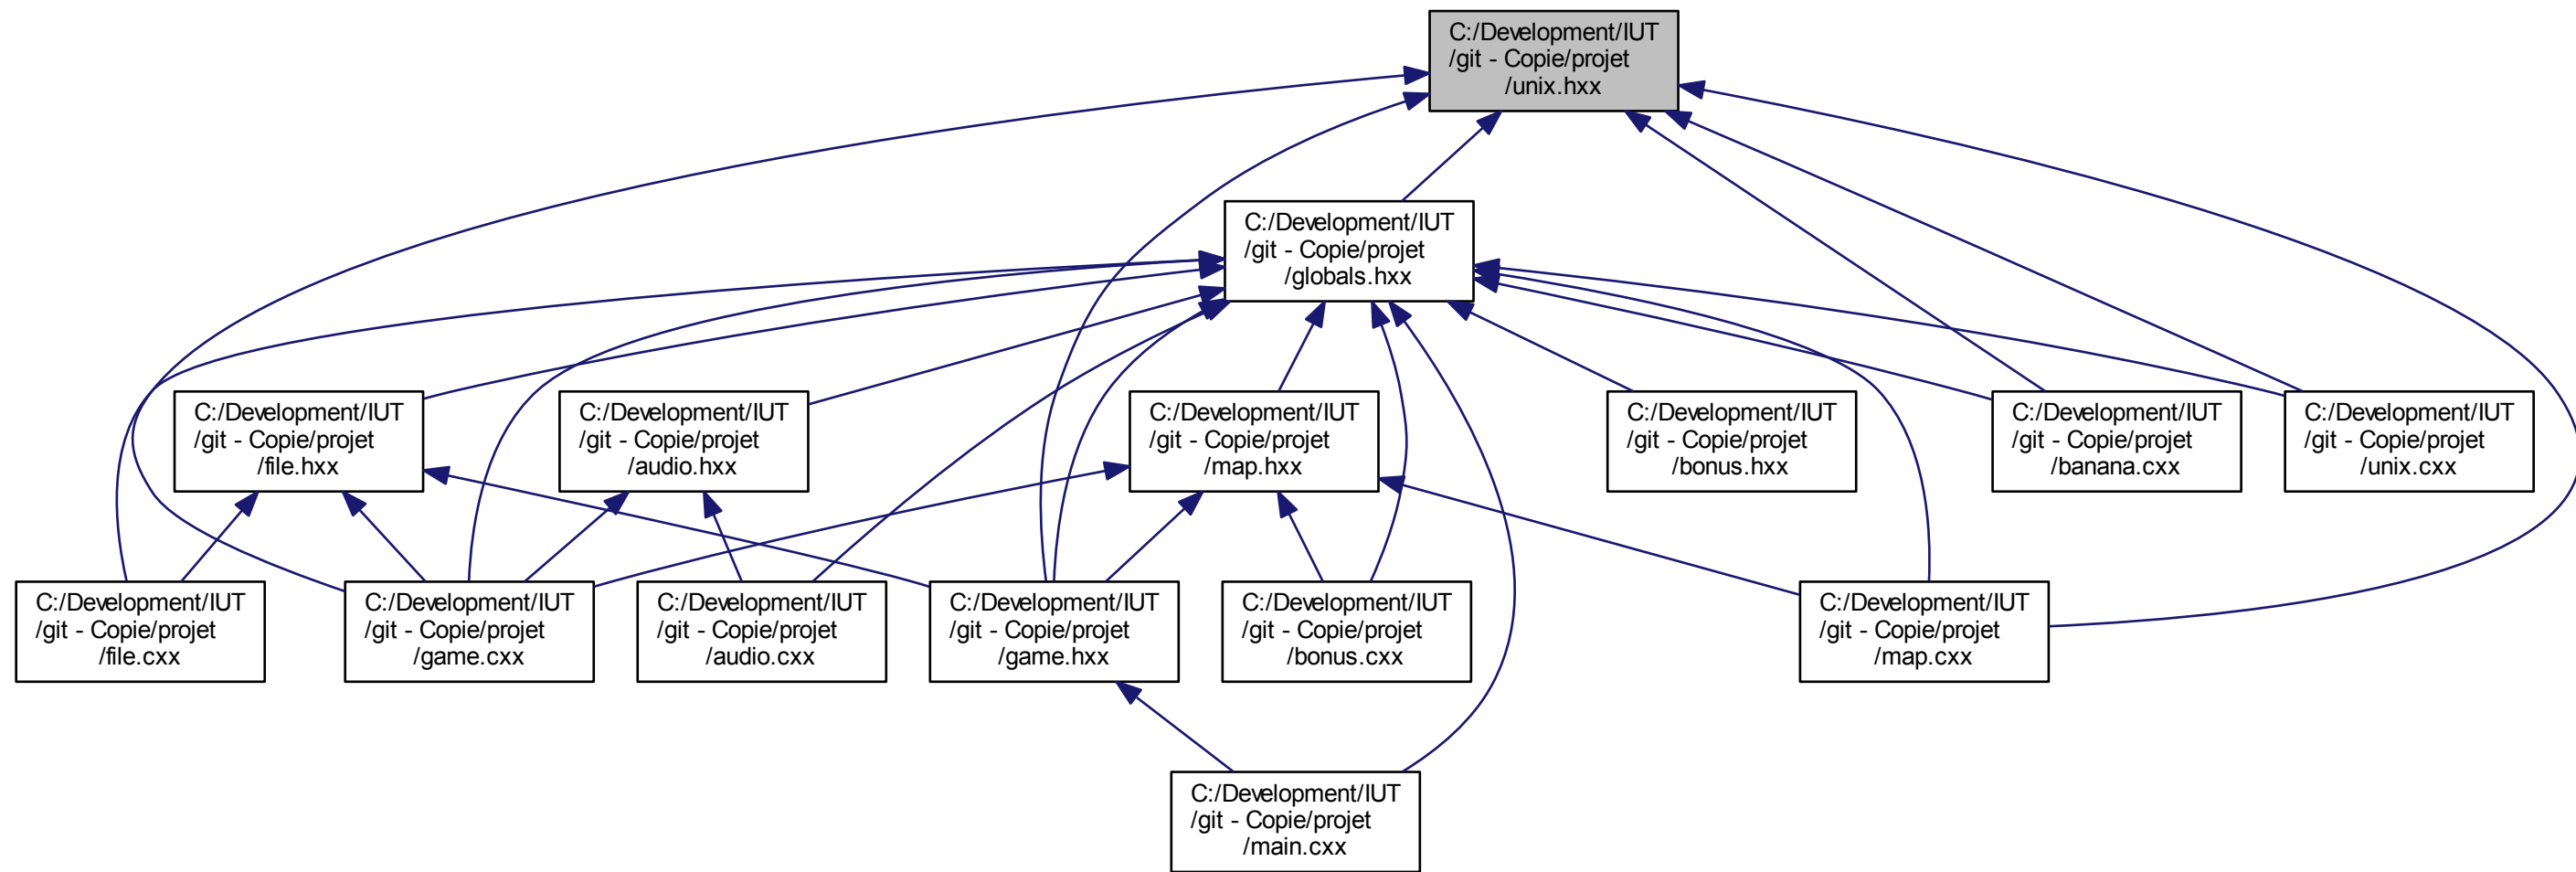 C:/Development/IUT
/git - Copie/projet
/unix.hxx
C:/Development/IUT
/git - Copie/projet
/globals.hxx
C:/Development/IUT
/git - Copie/projet
/file.hxx
C:/Development/IUT
/git - Copie/projet
/audio.hxx
C:/Development/IUT
/git - Copie/projet
/map.hxx
C:/Development/IUT
/git - Copie/projet
/bonus.hxx
C:/Development/IUT
/git - Copie/projet
/banana.cxx
C:/Development/IUT
/git - Copie/projet
/unix.cxx
C:/Development/IUT
/git - Copie/projet
/file.cxx
C:/Development/IUT
/git - Copie/projet
/game.cxx
C:/Development/IUT
/git - Copie/projet
/audio.cxx
C:/Development/IUT
/git - Copie/projet
/game.hxx
C:/Development/IUT
/git - Copie/projet
/bonus.cxx
C:/Development/IUT
/git - Copie/projet
/map.cxx
C:/Development/IUT
/git - Copie/projet
/main.cxx